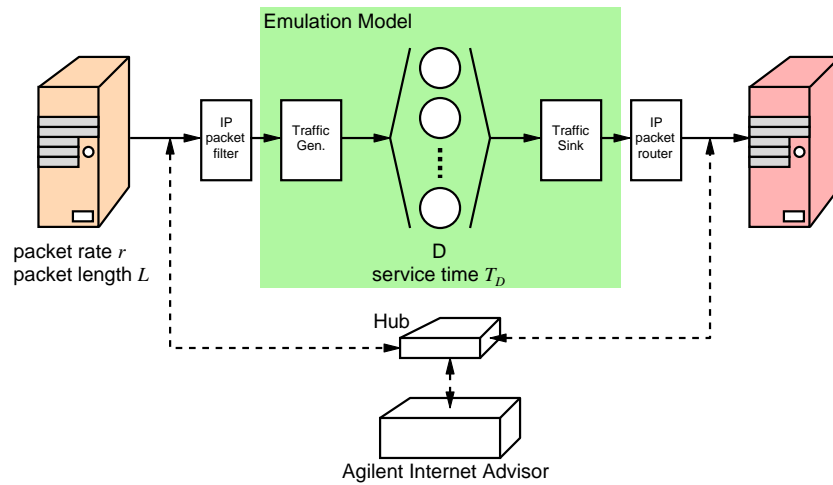 Emulation Model
IP
packet
filter
Traffic
Gen.
Traffic
Sink
IP
packet
router
D
service time T_D
packet rate r
packet length L
Hub
Agilent Internet Advisor